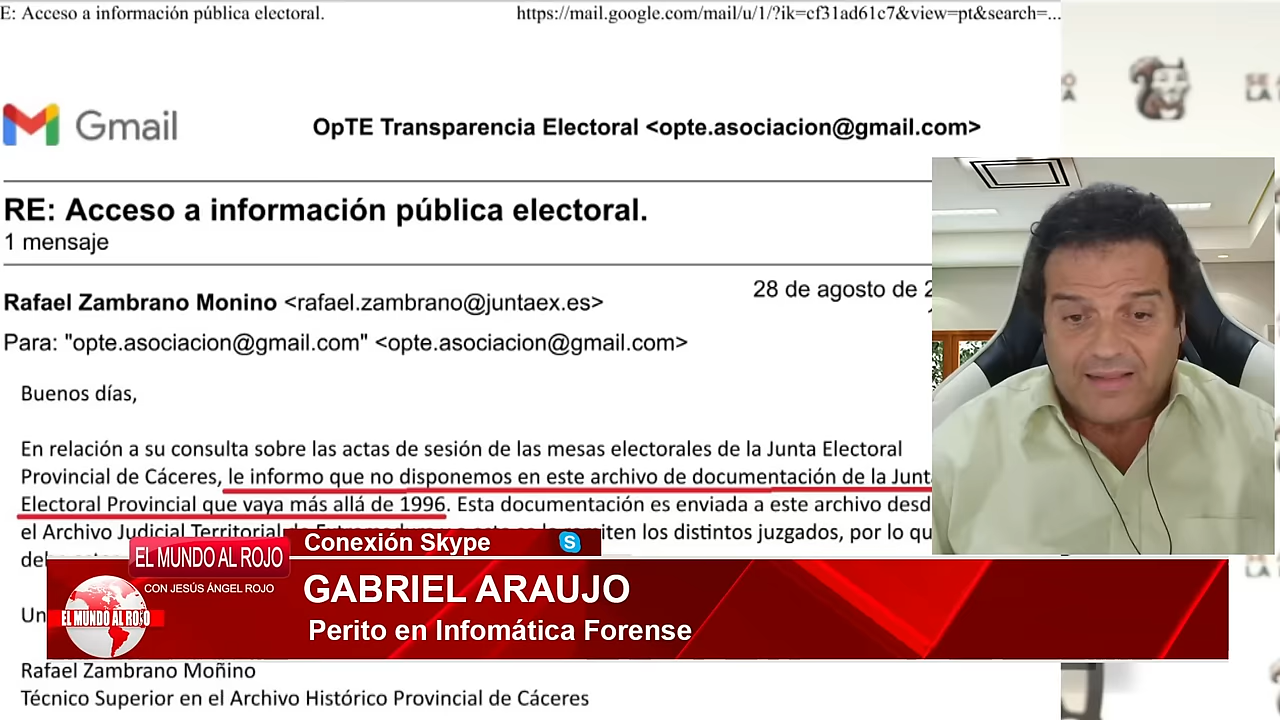 E: Acceso a información pública electoral.
https://mail.google.com/mail/u/1/?ik=cf31ad61c7&view=pt&search=...
Gmail
OpTE Transparencia Electoral <opte.asociacion@gmail.com>
RE: Acceso a información pública electoral.
1 mensaje
Rafael Zambrano Monino <rafael.zambrano@juntaex.es>
28 de agosto de
Para: "opte.asociacion@gmail.com" <opte.asociacion@gmail.com>
Buenos días,
En relación a su consulta sobre las actas de sesión de las mesas electorales de la Junta Electoral
Provincial de Cáceres, le informo que no disponemos en este archivo de documentación de la Junt
Electoral Provincial que vaya más allá de 1996. Esta documentación es enviada a este archivo desd
el Archivo Judicial Territorial de Extremadura iten los distintos juzgados, por lo qu
Conexión Skype
EL MUNDO AL ROJO
CON JESÚS ÁNGEL ROJO
EL MUNDO AL ROJO
GABRIEL ARAUJO
Perito en Infomática Forense
Un
Rafael Zambrano Moñino
Técnico Superior en el Archivo Histórico Provincial de Cáceres